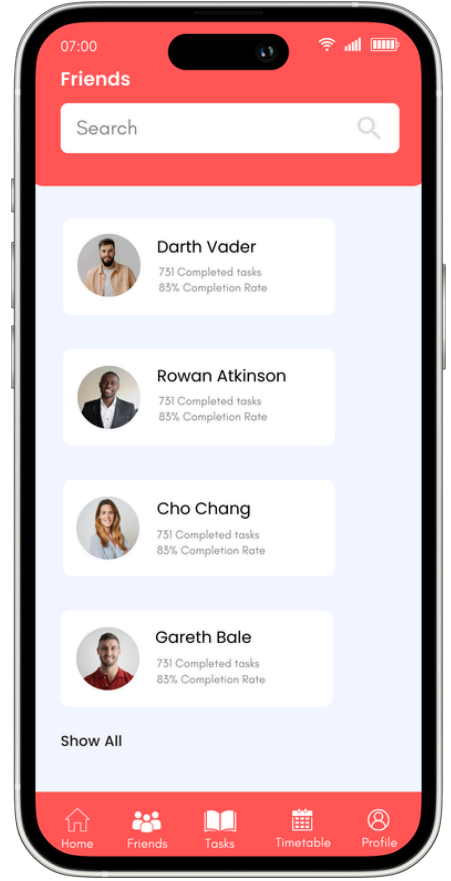 07:00
Friends
Search
Darth Vader
731 Completed tasks
83% Completion Rate
Rowan Atkinson
731 Completed tasks
83% Completion Rate
Cho Chang
731 Completed tasks
83% Completion Rate
Gareth Bale
731 Completed tasks
83% Completion Rate
Show All
Home Friends Tasks Timetable Profile